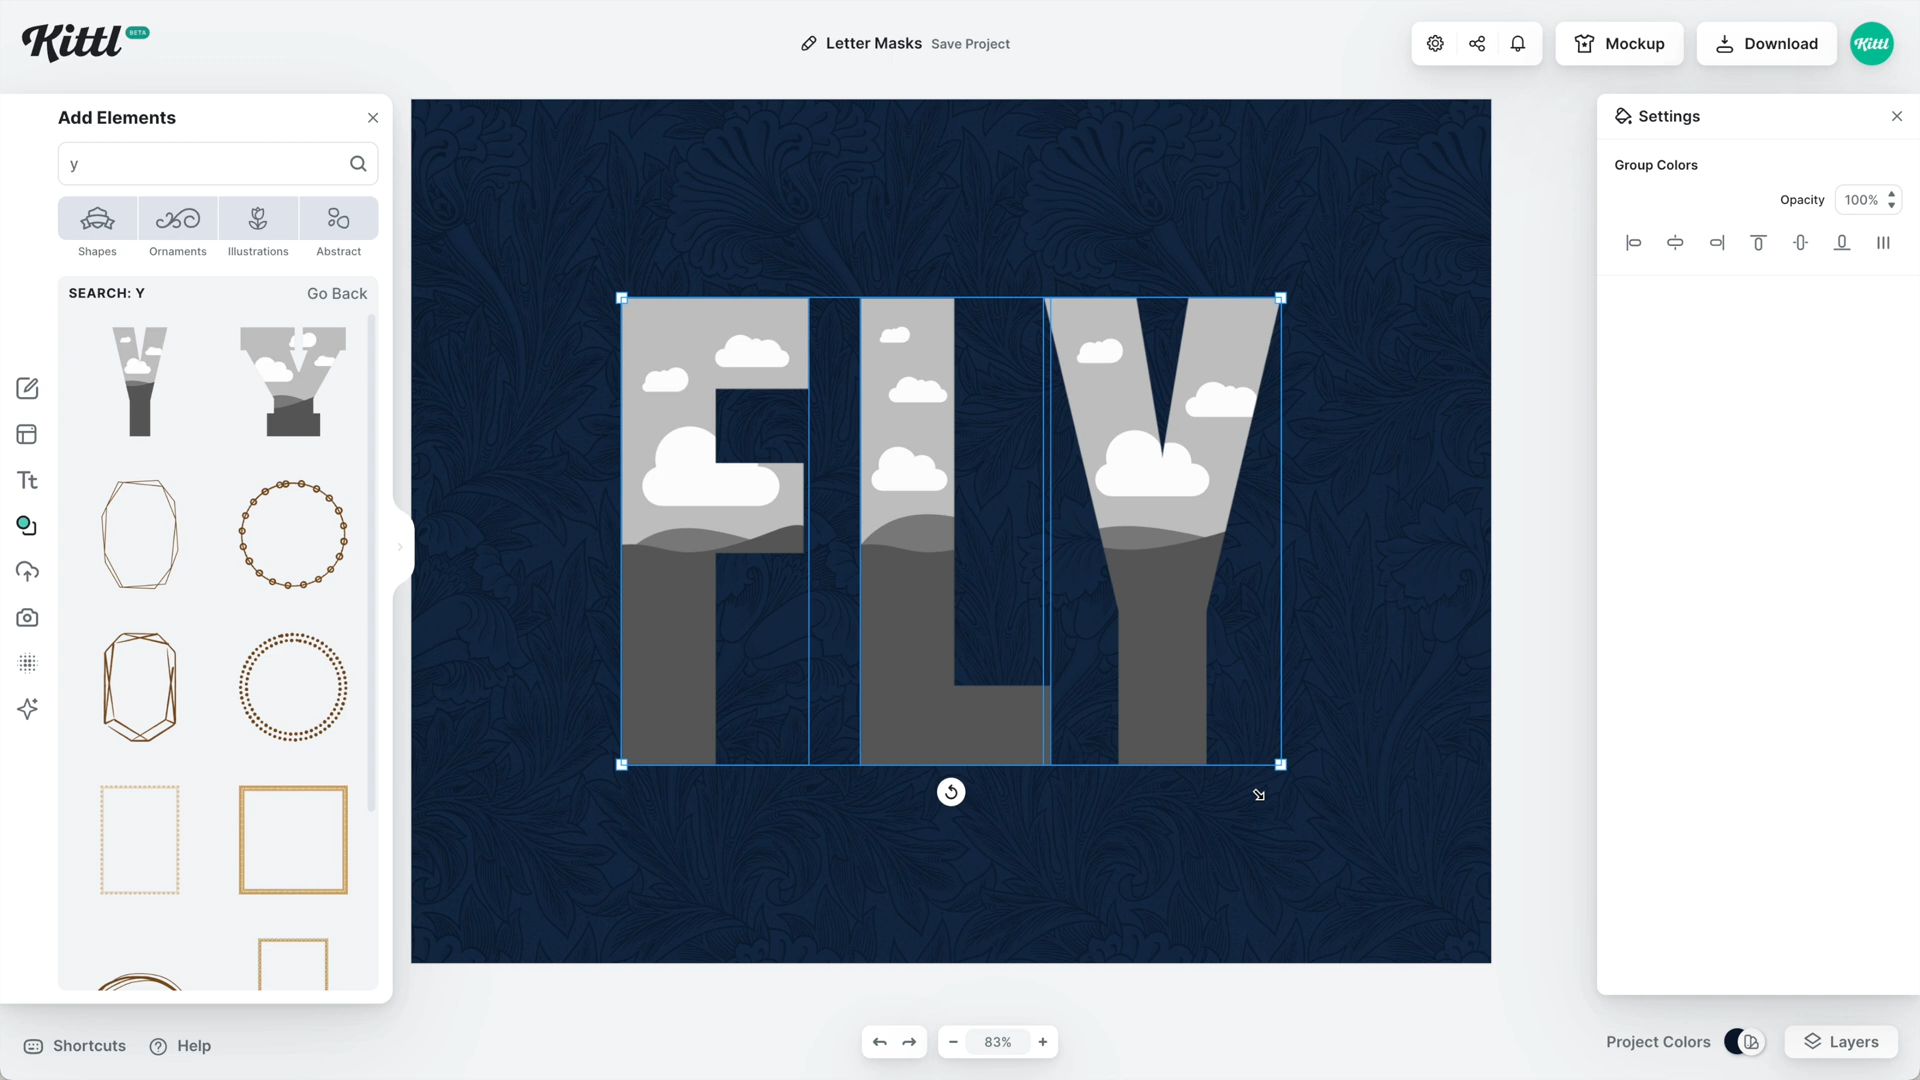 Kittl BETA
Letter Masks Save Project
Mockup
Download
Kittl
Add Elements
y
Shapes Ornaments Illustrations Abstract
SEARCH: Y Go Back
Tt
FLY
Settings
Group Colors
Opacity 100%
Shortcuts Help
83%
Project Colors
Layers